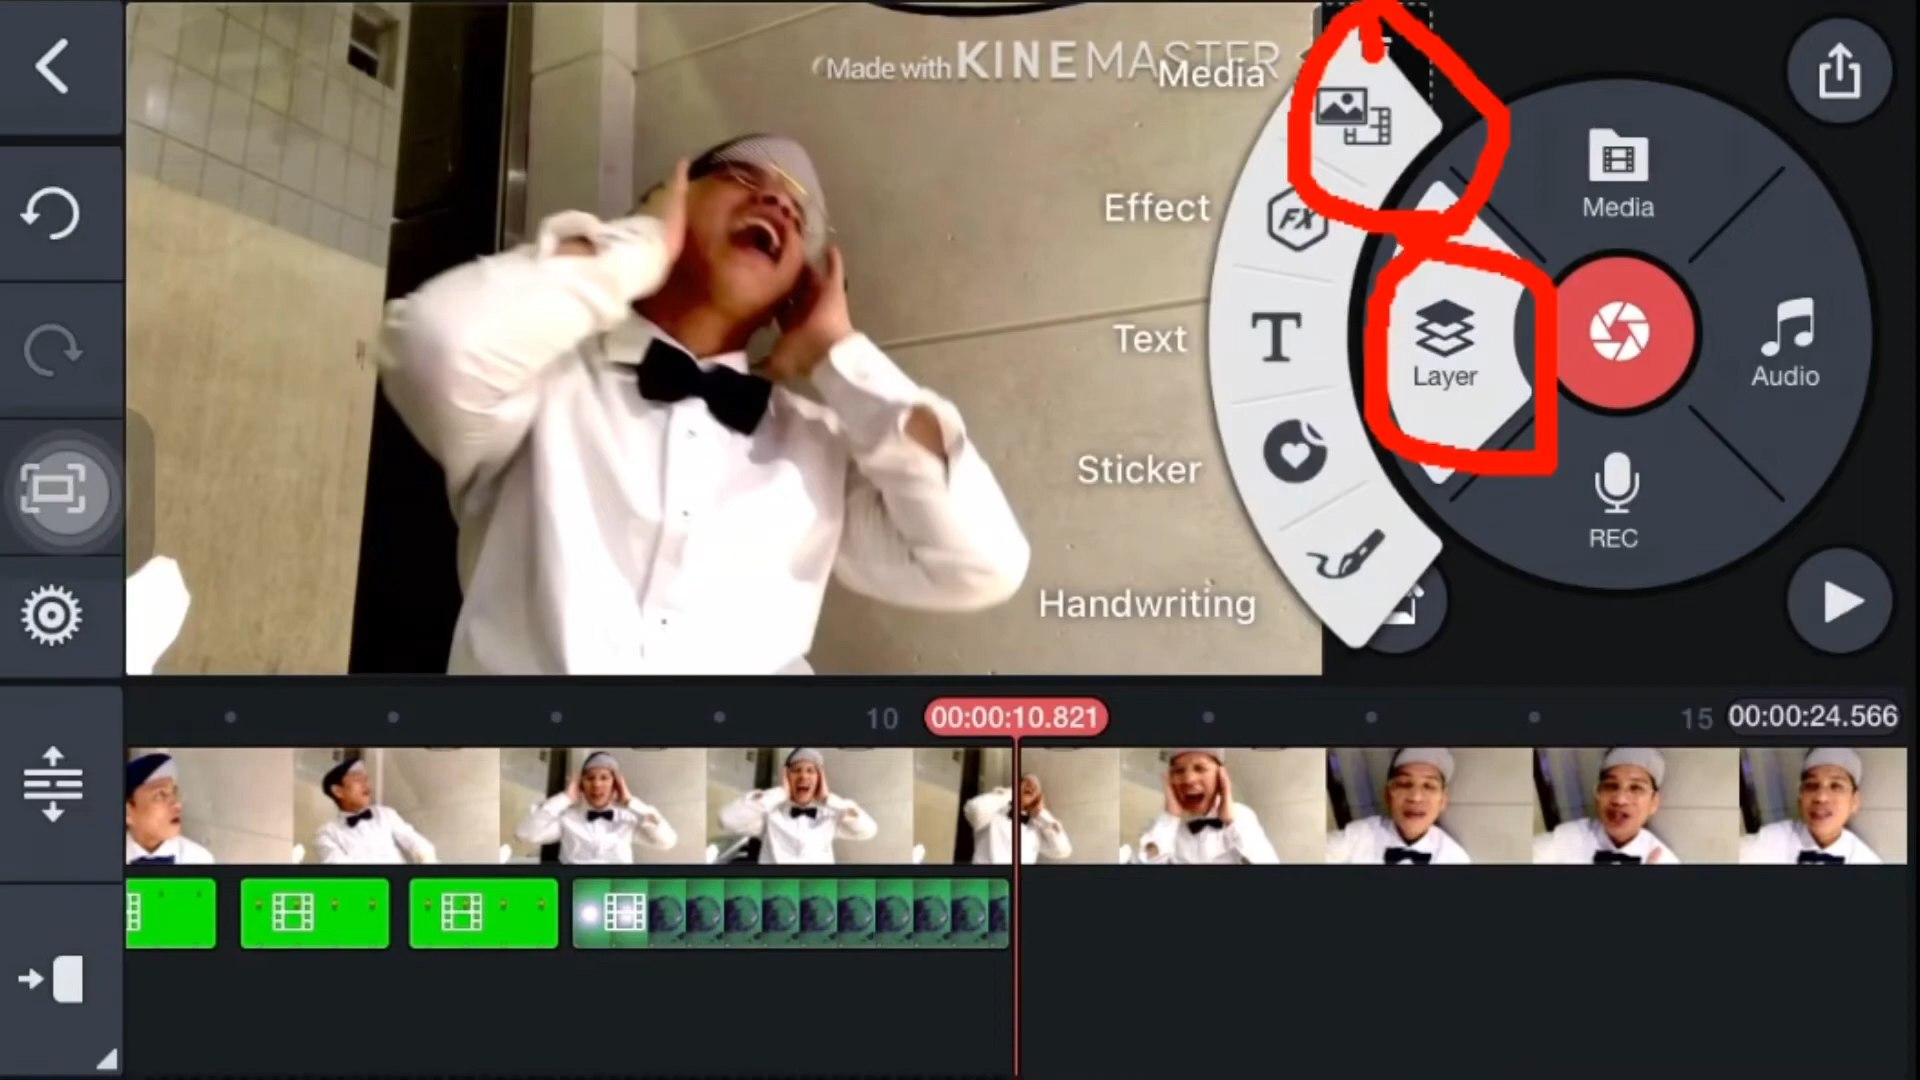 Made with KINEMASTER
Media
Effect
FX
Text
T
Sticker
Handwriting
Media
Layer
Audio
REC
10
00:00:10.821
15
00:00:24.566